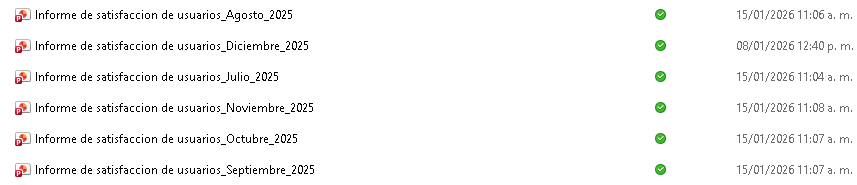 Informe de satisfaccion de usuarios_Agosto_2025 15/01/2026 11:06 a. m.
Informe de satisfaccion de usuarios_Diciembre_2025 08/01/2026 12:40 p. m.
Informe de satisfaccion de usuarios_Julio_2025 15/01/2026 11:04 a. m.
Informe de satisfaccion de usuarios_Noviembre_2025 15/01/2026 11:08 a. m.
Informe de satisfaccion de usuarios_Octubre_2025 15/01/2026 11:07 a. m.
Informe de satisfaccion de usuarios_Septiembre_2025 15/01/2026 11:07 a. m.